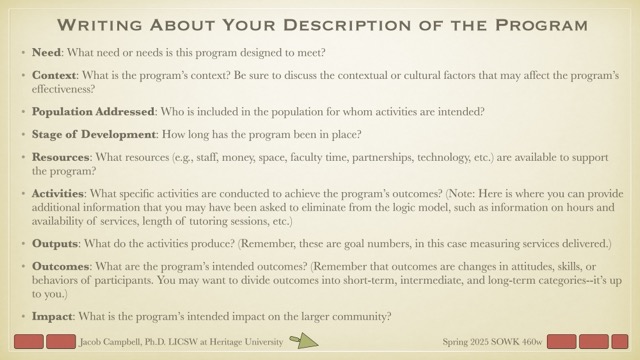 Writing About Your Description of the Program
• Need: What need or needs is this program designed to meet?
• Context: What is the program's context? Be sure to discuss the contextual or cultural factors that may affect the program's
effectiveness?
• Population Addressed: Who is included in the population for whom activities are intended?
• Stage of Development: How long has the program been in place?
• Resources: What resources (e.g., staff, money, space, faculty time, partnerships, technology, etc.) are available to support
the program?
• Activities: What specific activities are conducted to achieve the program's outcomes? (Note: Here is where you can provide
additional information that you may have been asked to eliminate from the logic model, such as information on hours and
availability of services, length of tutoring sessions, etc.)
• Outputs: What do the activities produce? (Remember, these are goal numbers, in this case measuring services delivered.)
• Outcomes: What are the program's intended outcomes? (Remember that outcomes are changes in attitudes, skills, or
behaviors of participants. You may want to divide outcomes into short-term, intermediate, and long-term categories--it's up
to you.)
• Impact: What is the program's intended impact on the larger community?
Jacob Campbell, Ph.D. LICSW at Heritage University
Spring 2025 SOWK 460w